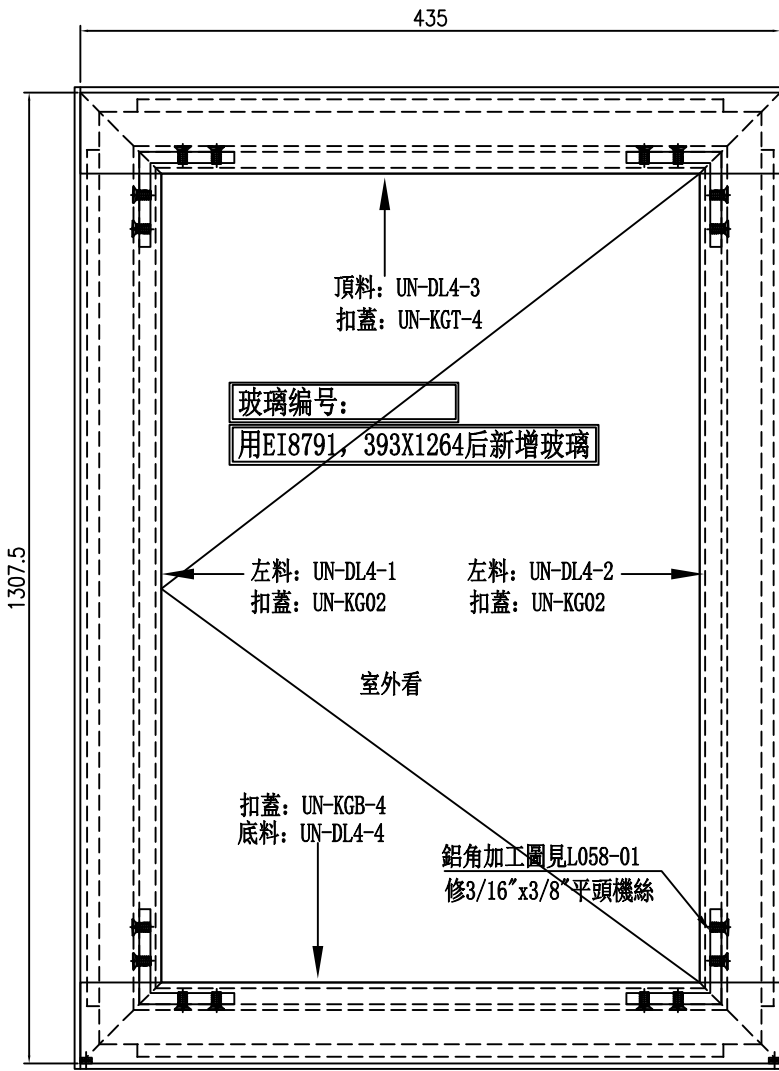 435
頂料：UN-DL4-3
扣蓋：UN-KGT-4
玻璃编号：
用EI8791，393X1264后新增玻璃
1307.5
左料：UN-DL4-1
扣蓋：UN-KG02
左料：UN-DL4-2
扣蓋：UN-KG02
室外看
扣蓋：UN-KGB-4
底料：UN-DL4-4
鋁角加工圖見L058-01
修3/16"x3/8"平頭機絲